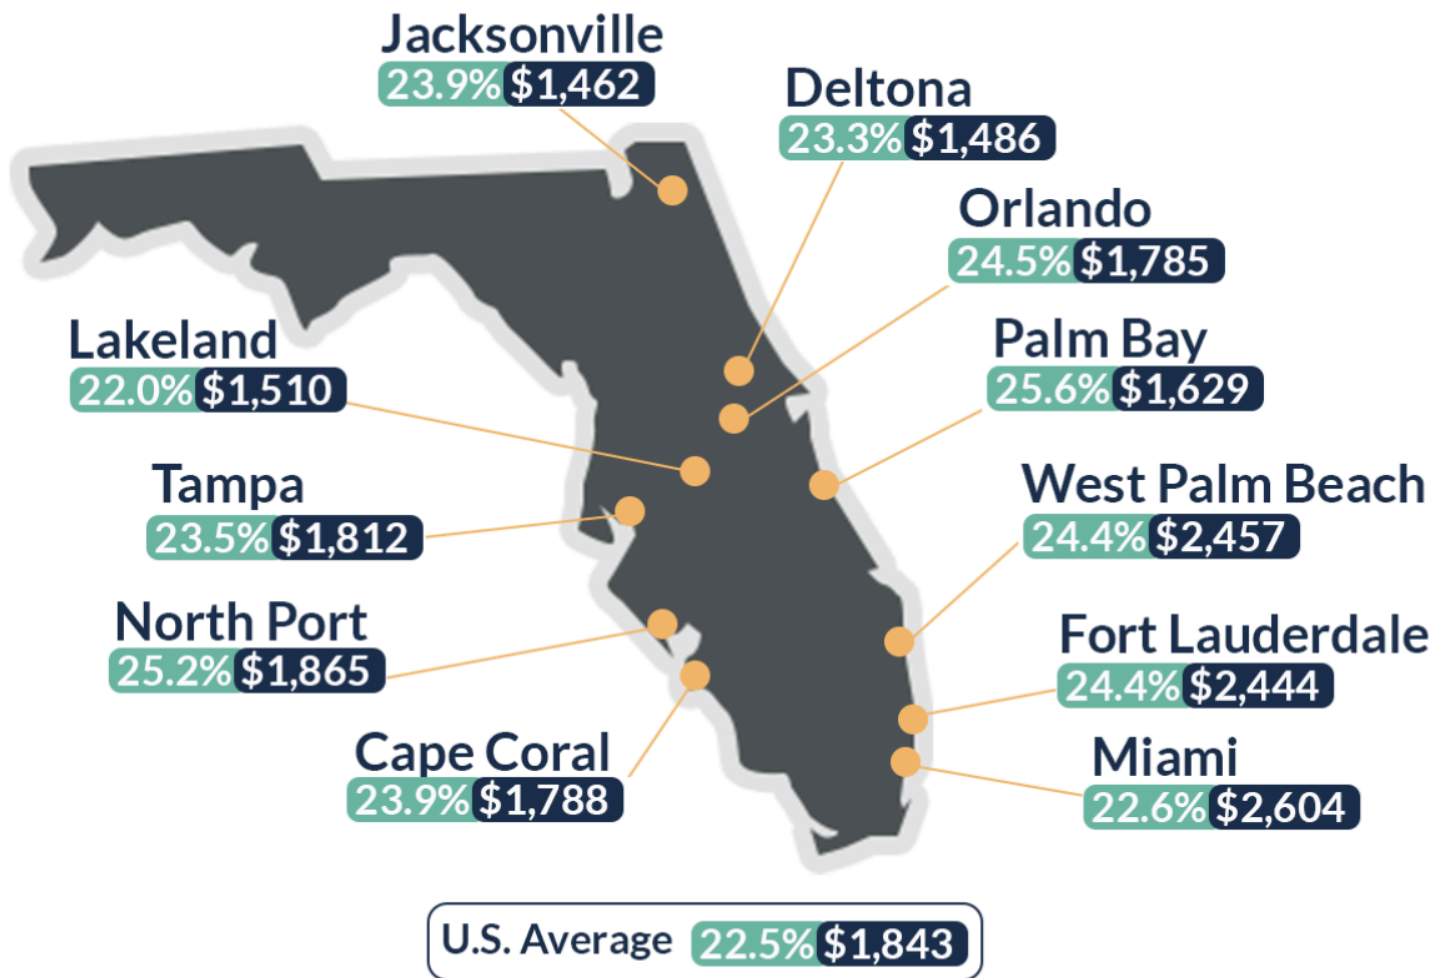 Jacksonville
23.9% $1,462
Deltona
23.3% $1,486
Orlando
24.5% $1,785
Lakeland
22.0% $1,510
Palm Bay
25.6% $1,629
Tampa
23.5% $1,812
West Palm Beach
24.4% $2,457
North Port
25.2% $1,865
Fort Lauderdale
24.4% $2,444
Cape Coral
23.9% $1,788
Miami
22.6% $2,604
U.S. Average 22.5% $1,843